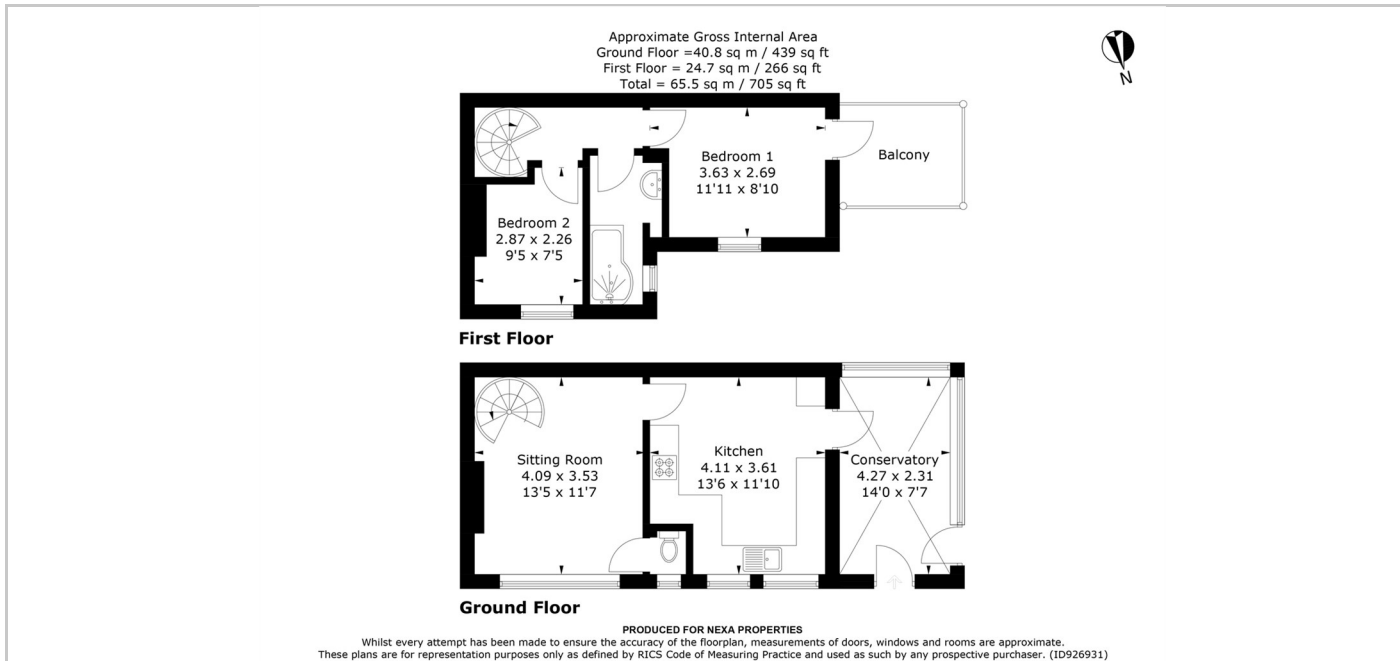 Approximate Gross Internal Area
Ground Floor =40.8 sq m / 439 sq ft
First Floor = 24.7 sq m / 266 sq ft
Total = 65.5 sq m / 705 sq ft
N
Bedroom 1
3.63 x 2.69
11'11 x 8'10
Balcony
Bedroom 2
2.87 x 2.26
9'5 x 7'5
First Floor
Sitting Room
4.09 x 3.53
13'5 x 11'7
Kitchen
4.11 x 3.61
13'6 x 11'10
Conservatory
4.27 x 2.31
14'0 x 7'7
Ground Floor
PRODUCED FOR NEXA PROPERTIES
Whilst every attempt has been made to ensure the accuracy of the floorplan, measurements of doors, windows and rooms are approximate.
These plans are for representation purposes only as defined by RICS Code of Measuring Practice and used as such by any prospective purchaser. (ID926931)